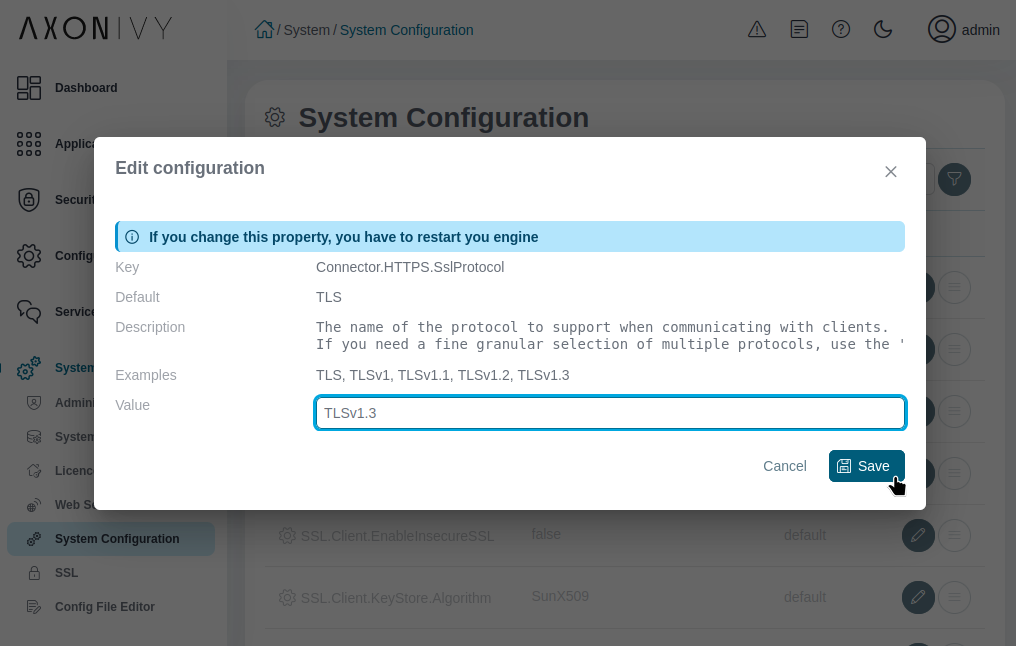 AXONIVY
/ System / System Configuration
admin
Dashboard
System Configuration
Edit configuration
If you change this property, you have to restart you engine
Key
Connector.HTTPS.SslProtocol
Default
TLS
Description
The name of the protocol to support when communicating with clients.
If you need a fine granular selection of multiple protocols, use the '
Examples
TLS, TLSv1, TLSv1.1, TLSv1.2, TLSv1.3
Value
TLSv1.3
Cancel
Save
Applica
Securit
Config
Service
System
Admini
System
Licence
Web Se
System Configuration
SSL
Config File Editor
SSL.Client.EnableInsecureSSL
false
default
SSL.Client.KeyStore.Algorithm
SunX509
default